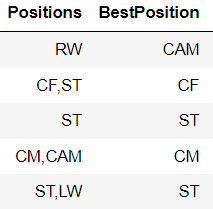 Positions BestPosition
RW CAM
CF,ST CF
ST ST
CM,CAM CM
ST,LW ST